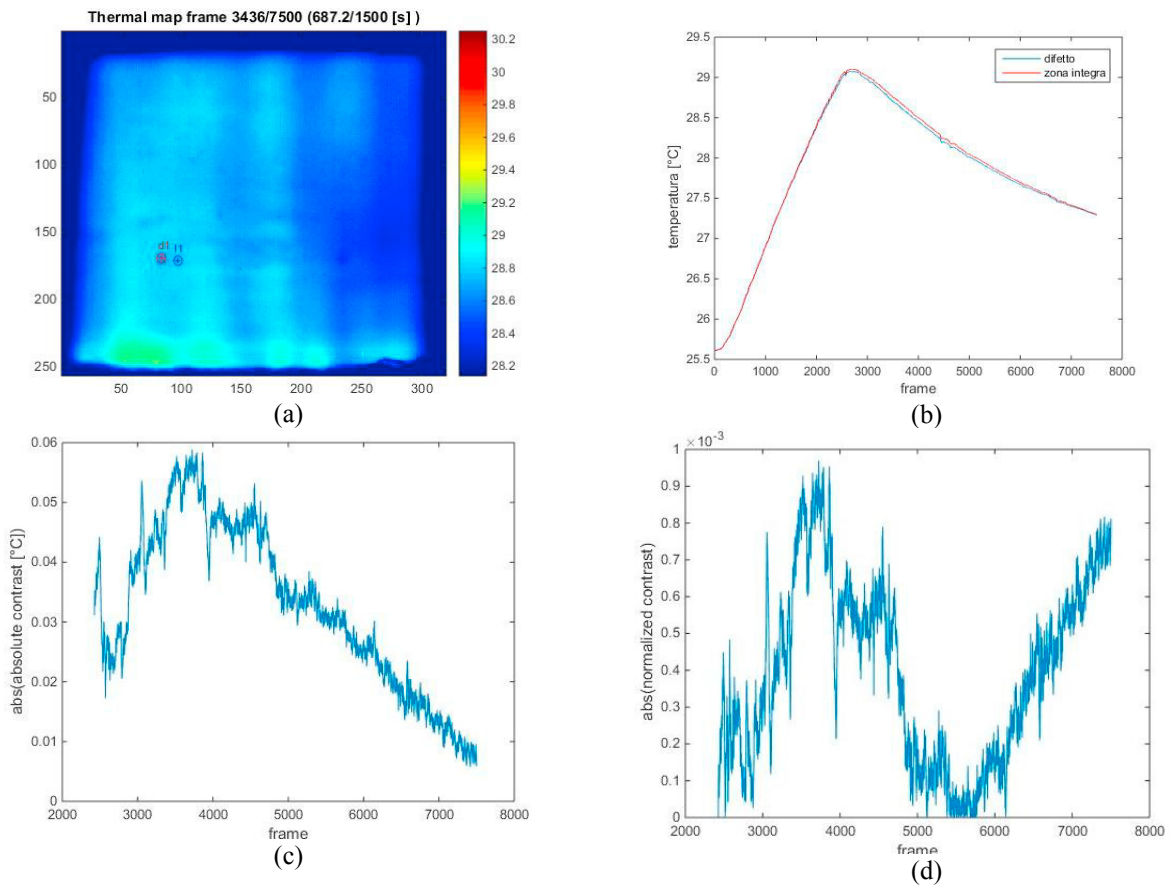 Thermal map frame 3436/7500 (687.2/1500 [s] )
50
100
150
200
250
d1
l1
50 100 150 200 250 300
30.2
30
29.8
29.6
29.4
29.2
29
28.8
28.6
28.4
28.2
(a)
29.5
29
28.5
28
27.5
27
26.5
26
25.5
temperatura [°C]
difetto
zona integra
0 1000 2000 3000 4000 5000 6000 7000 8000
frame
(b)
0.06
0.05
0.04
0.03
0.02
0.01
0
abs(absolute contrast [°C])
2000 3000 4000 5000 6000 7000 8000
frame
(c)
× 10⁻³
1
0.9
0.8
0.7
0.6
0.5
0.4
0.3
0.2
0.1
0
abs(normalized contrast)
2000 3000 4000 5000 6000 7000 8000
frame
(d)